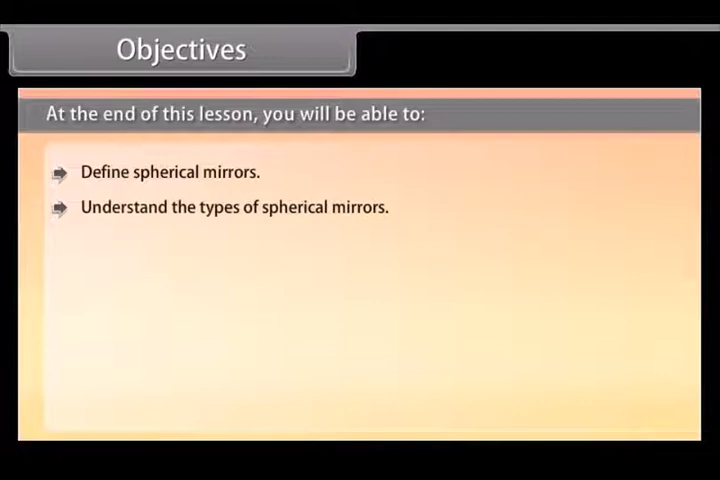 Objectives
At the end of this lesson, you will be able to:
Define spherical mirrors.
Understand the types of spherical mirrors.